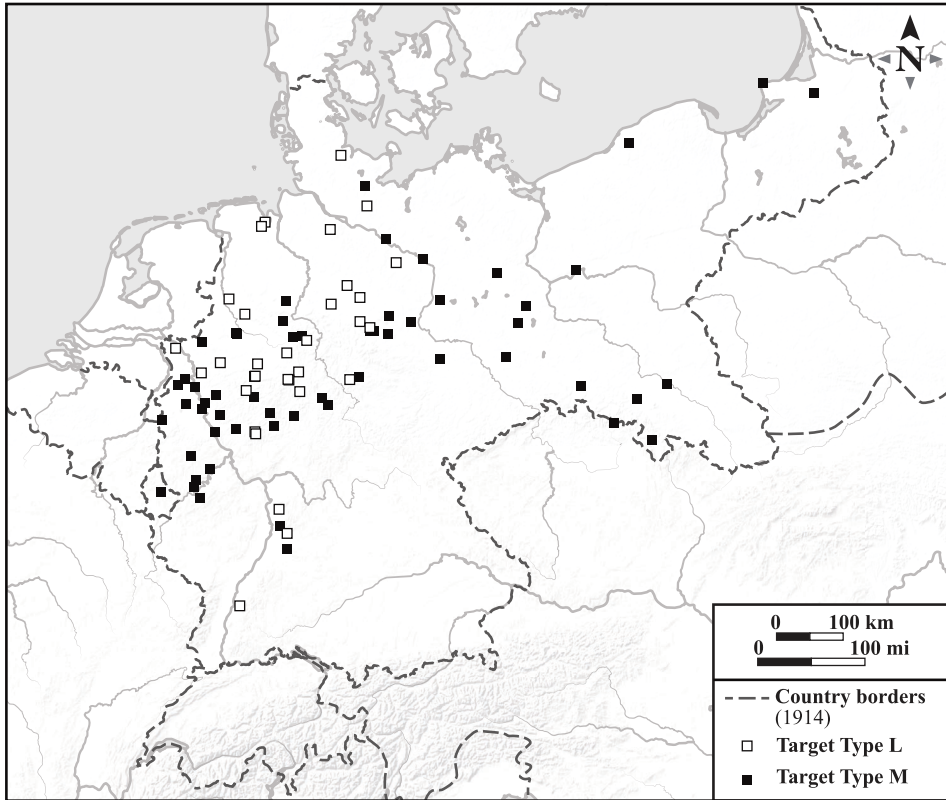 N
0 100 km
0 100 mi
Country borders
(1914)
Target Type L
Target Type M